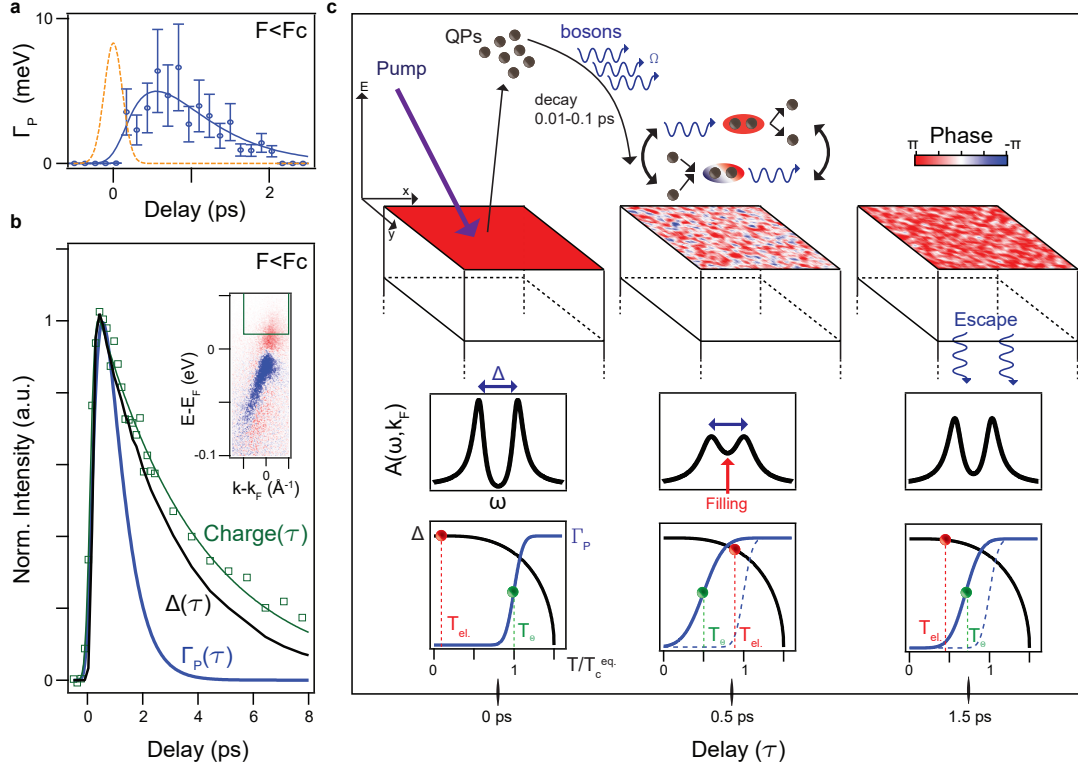 a
10
F<Fc
Γ_P (meV)
0
0
2
Delay (ps)
b
F<Fc
1
0
Norm. Intensity (a.u.)
E-E_F (eV)
0
-0.1
0
k-k_F (Å⁻¹)
Charge(τ)
Δ(τ)
Γ_P(τ)
0
2
4
6
8
Delay (ps)
c
QPs
bosons
Ω
Pump
decay
0.01-0.1 ps
E
x
y
Phase
π
-π
Escape
A(ω,k_F)
Δ
ω
Filling
Δ
Γ_P
T_el.
T_θ
0
1
T/T_c^eq.
T_θ
T_el.
0
1
T_el.
T_θ
0
1
0 ps
0.5 ps
1.5 ps
Delay (τ)